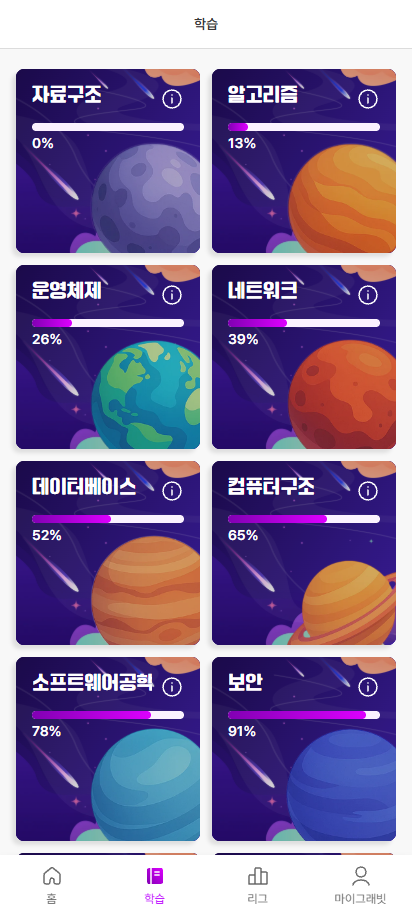 학습
자료구조
0%
알고리즘
13%
운영체제
26%
네트워크
39%
데이터베이스
52%
컴퓨터구조
65%
소프트웨어공학
78%
보안
91%
홈
학습
리그
마이그래빗